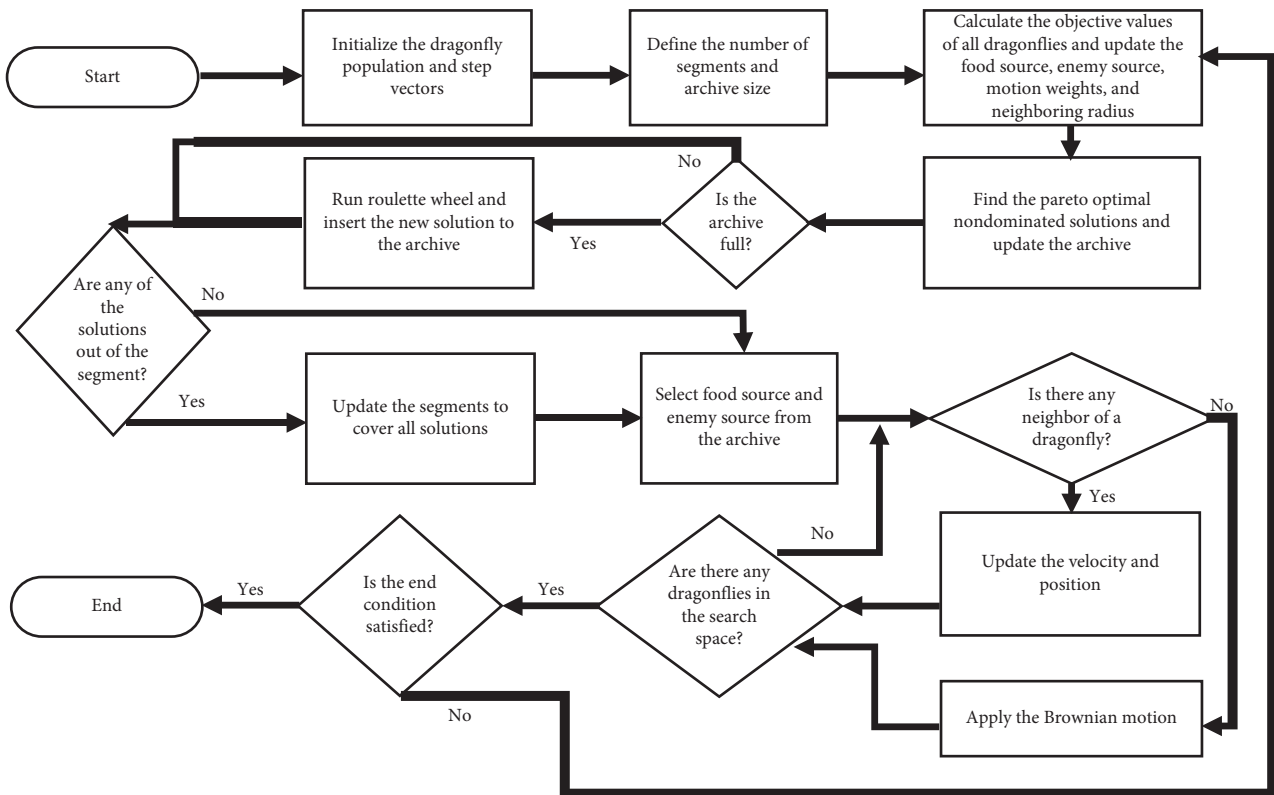 Start
Initialize the dragonfly
population and step
vectors
Define the number of
segments and
archive size
Calculate the objective values
of all dragonflies and update the
food source, enemy source,
motion weights, and
neighboring radius
Find the pareto optimal
nondominated solutions and
update the archive
Is the
archive
full?
No
Yes
Run roulette wheel and
insert the new solution to
the archive
Are any of
the
solutions
out of the
segment?
No
Yes
Update the segments to
cover all solutions
Select food source and
enemy source from
the archive
Is there any
neighbor of a
dragonfly?
No
Yes
Update the velocity and
position
Apply the Brownian motion
Are there any
dragonflies in
the search
space?
No
Yes
Is the end
condition
satisfied?
Yes
No
End